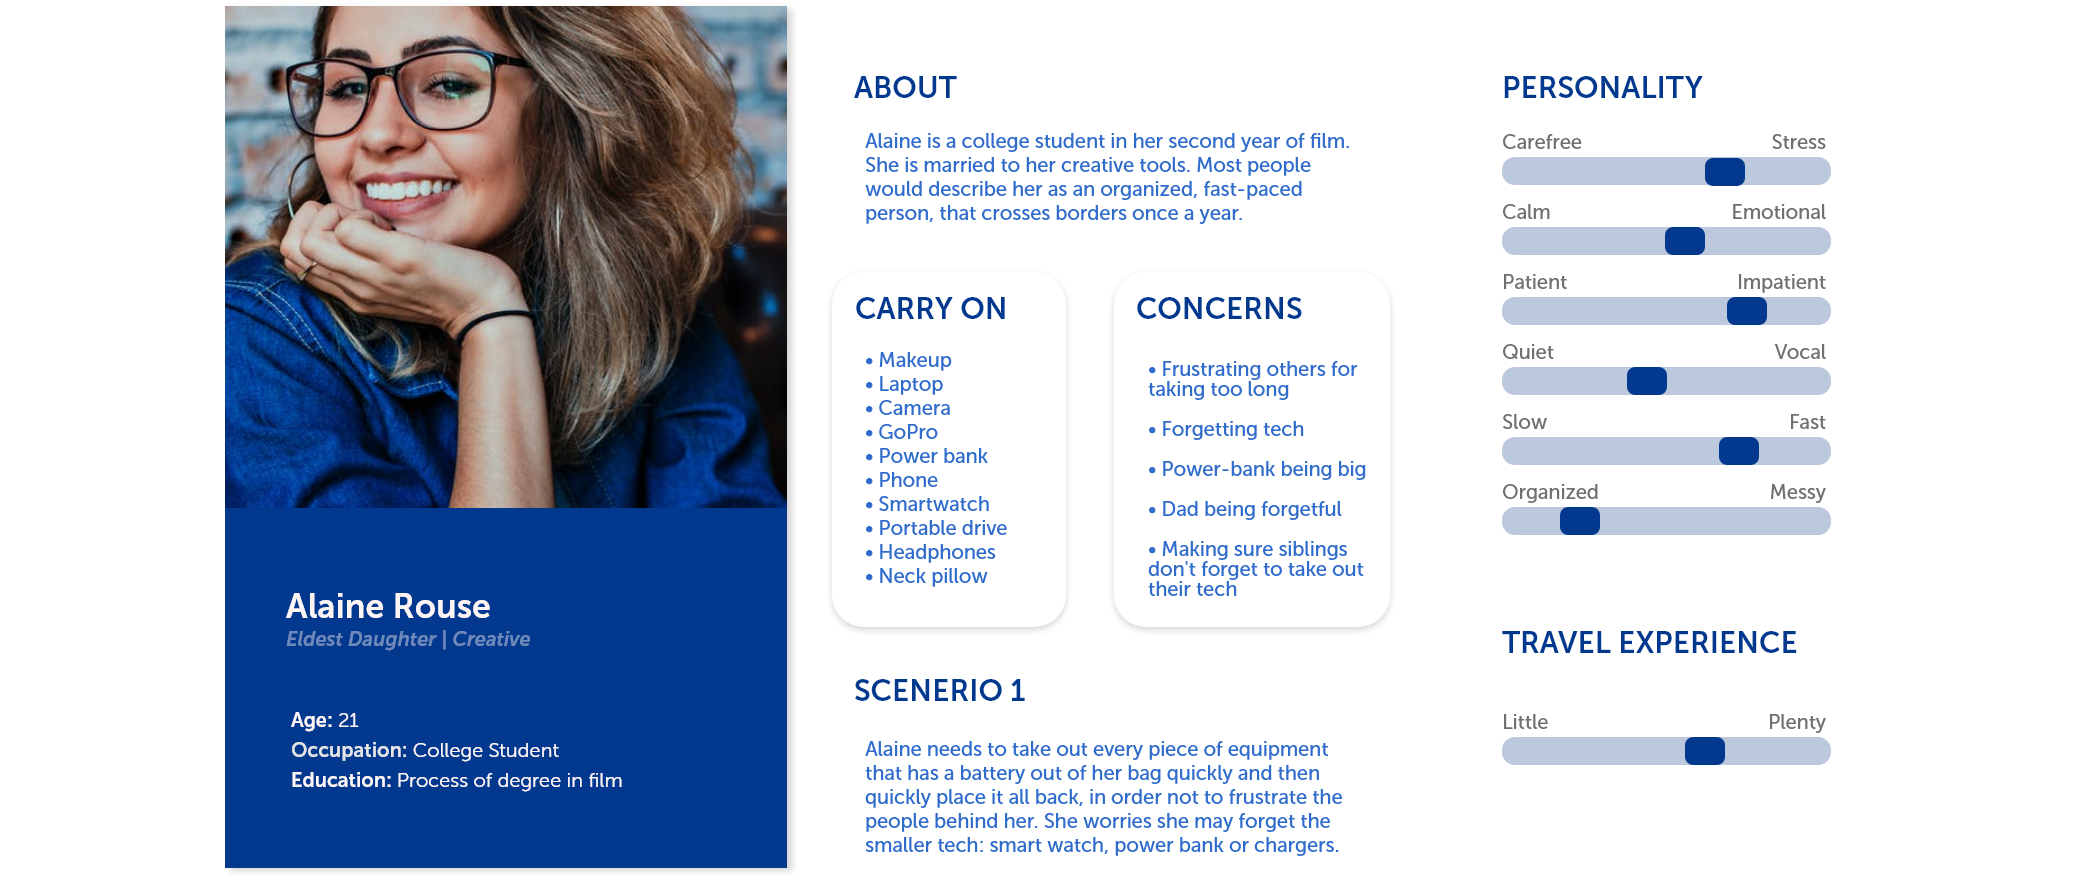 Alaine Rouse
Eldest Daughter | Creative
Age: 21
Occupation: College Student
Education: Process of degree in film
ABOUT
Alaine is a college student in her second year of film.
She is married to her creative tools. Most people
would describe her as an organized, fast-paced
person, that crosses borders once a year.
CARRY ON
• Makeup
• Laptop
• Camera
• GoPro
• Power bank
• Phone
• Smartwatch
• Portable drive
• Headphones
• Neck pillow
CONCERNS
• Frustrating others for
taking too long
• Forgetting tech
• Power-bank being big
• Dad being forgetful
• Making sure siblings
don't forget to take out
their tech
SCENERIO 1
Alaine needs to take out every piece of equipment
that has a battery out of her bag quickly and then
quickly place it all back, in order not to frustrate the
people behind her. She worries she may forget the
smaller tech: smart watch, power bank or chargers.
PERSONALITY
Carefree Stress
Calm Emotional
Patient Impatient
Quiet Vocal
Slow Fast
Organized Messy
TRAVEL EXPERIENCE
Little Plenty